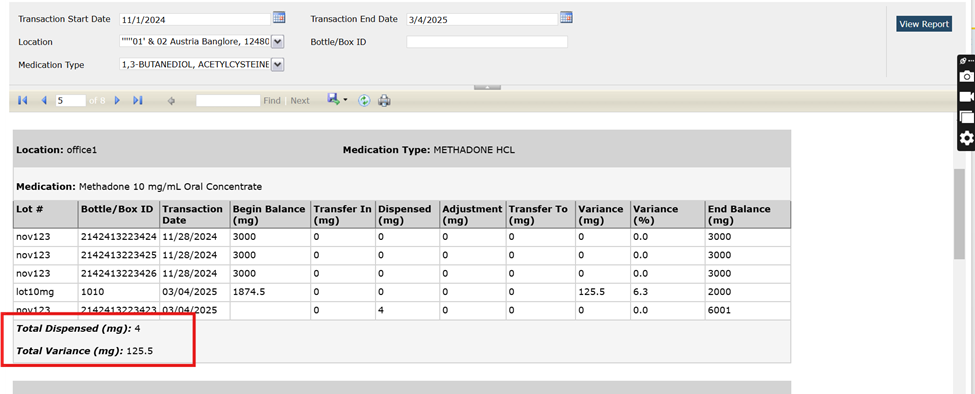 Transaction Start Date 11/1/2024 Transaction End Date 3/4/2025
View Report
Location """01' & 02 Austria Banglore, 12480 Bottle/Box ID
Medication Type 1,3-BUTANEDIOL, ACETYLCYSTEINE
5 of 8 Find | Next
Location: office1 Medication Type: METHADONE HCL
Medication: Methadone 10 mg/mL Oral Concentrate
Lot # Bottle/Box ID Transaction Date Begin Balance (mg) Transfer In (mg) Dispensed (mg) Adjustment (mg) Transfer To (mg) Variance (mg) Variance (%) End Balance (mg)
nov123 2142413223424 11/28/2024 3000 0 0 0 0 0 0.0 3000
nov123 2142413223425 11/28/2024 3000 0 0 0 0 0 0.0 3000
nov123 2142413223426 11/28/2024 3000 0 0 0 0 0 0.0 3000
lot10mg 1010 03/04/2025 1874.5 0 0 0 0 125.5 6.3 2000
nov123 2142413223423 03/04/2025 0 4 0 0 0 0.0 6001
Total Dispensed (mg): 4
Total Variance (mg): 125.5